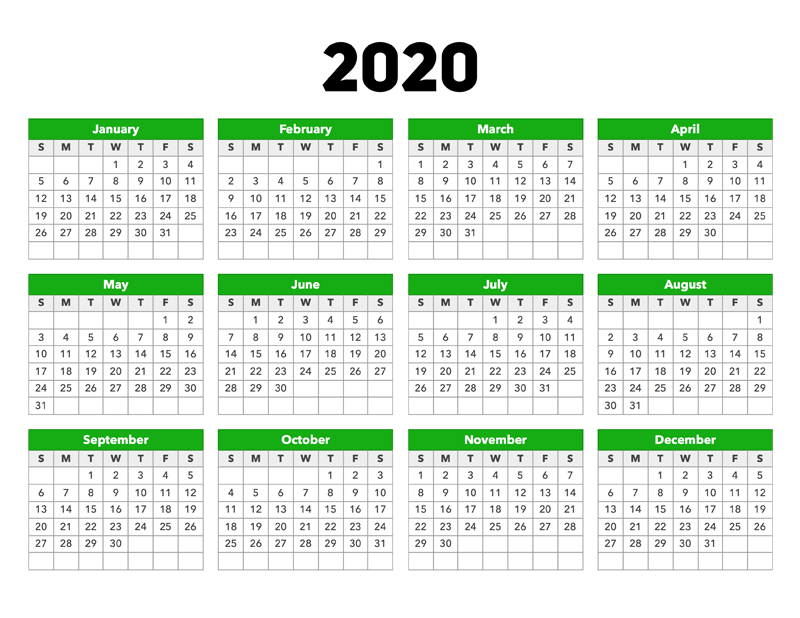 2020
January February March April
S M T W T F S S M T W T F S S M T W T F S S M T W T F S
1 2 3 4 1 1 2 3 4 5 6 7 1 2 3 4
5 6 7 8 9 10 11 2 3 4 5 6 7 8 8 9 10 11 12 13 14 5 6 7 8 9 10 11
12 13 14 15 16 17 18 9 10 11 12 13 14 15 15 16 17 18 19 20 21 12 13 14 15 16 17 18
19 20 21 22 23 24 25 16 17 18 19 20 21 22 22 23 24 25 26 27 28 19 20 21 22 23 24 25
26 27 28 29 30 31 23 24 25 26 27 28 29 29 30 31 26 27 28 29 30
May June July August
S M T W T F S S M T W T F S S M T W T F S S M T W T F S
1 2 1 2 3 4 5 6 1 2 3 4 1
3 4 5 6 7 8 9 7 8 9 10 11 12 13 5 6 7 8 9 10 11 2 3 4 5 6 7 8
10 11 12 13 14 15 16 14 15 16 17 18 19 20 12 13 14 15 16 17 18 9 10 11 12 13 14 15
17 18 19 20 21 22 23 21 22 23 24 25 26 27 19 20 21 22 23 24 25 16 17 18 19 20 21 22
24 25 26 27 28 29 30 28 29 30 26 27 28 29 30 31 23 24 25 26 27 28 29
31 30 31
September October November December
S M T W T F S S M T W T F S S M T W T F S S M T W T F S
1 2 3 4 5 1 2 3 1 2 3 4 5 6 7 1 2 3 4 5
6 7 8 9 10 11 12 4 5 6 7 8 9 10 8 9 10 11 12 13 14 6 7 8 9 10 11 12
13 14 15 16 17 18 19 11 12 13 14 15 16 17 15 16 17 18 19 20 21 13 14 15 16 17 18 19
20 21 22 23 24 25 26 18 19 20 21 22 23 24 22 23 24 25 26 27 28 20 21 22 23 24 25 26
27 28 29 30 25 26 27 28 29 30 31 29 30 27 28 29 30 31